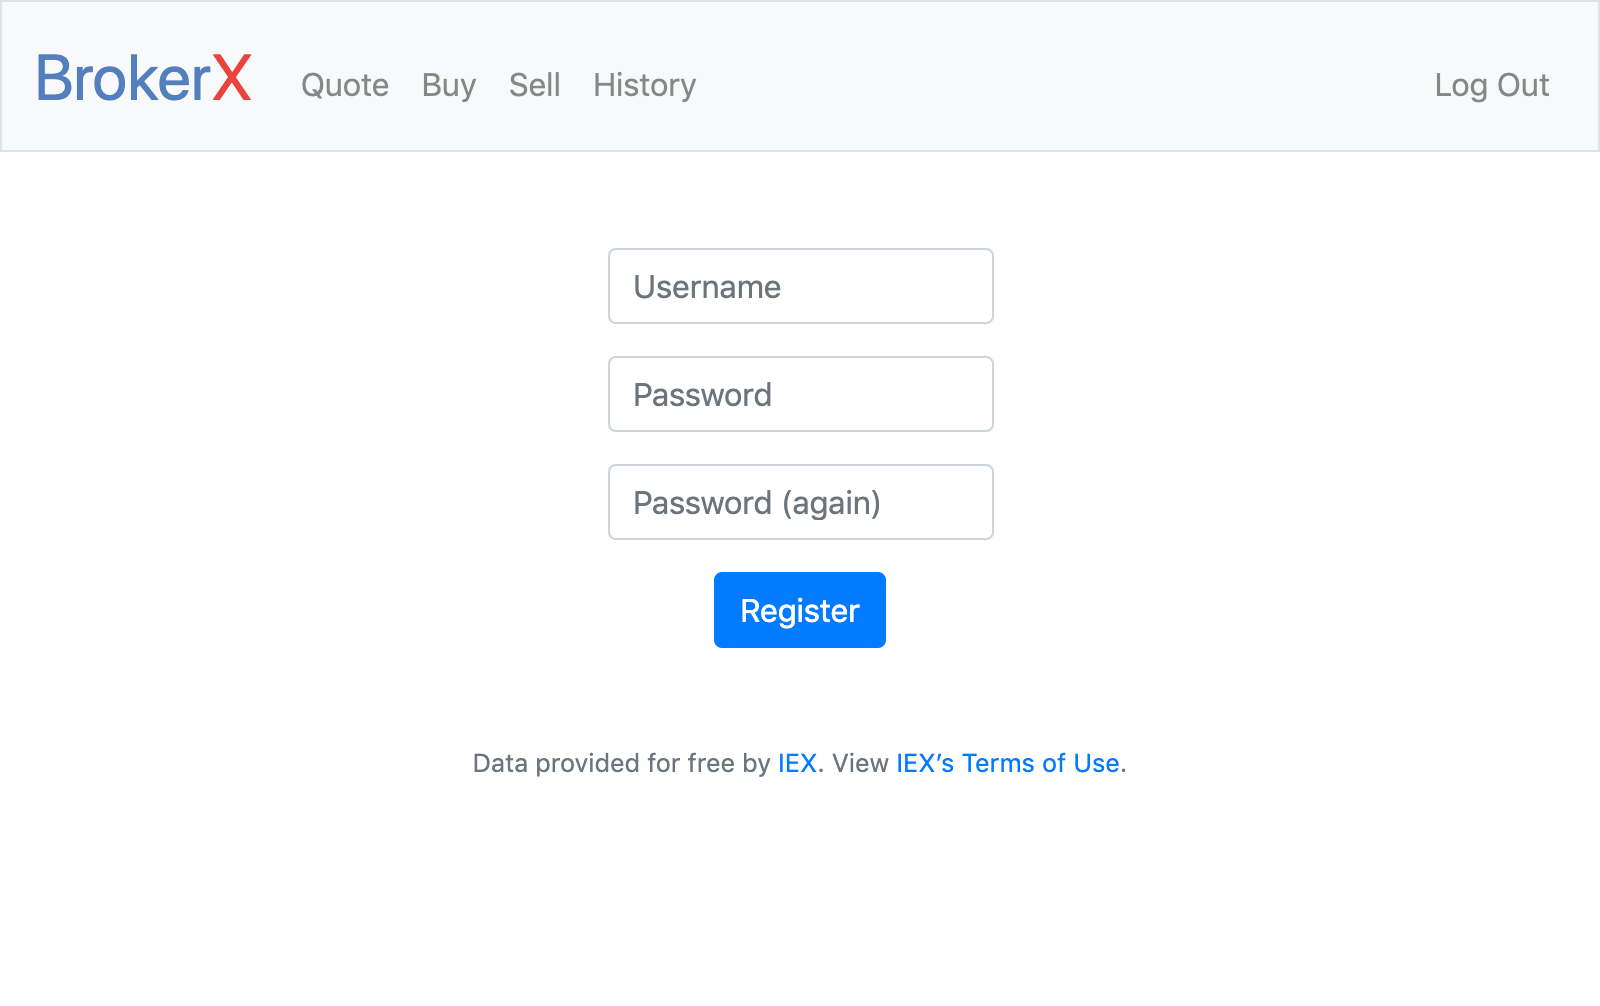 BrokerX Quote Buy Sell History Log Out
Username
Password
Password (again)
Register
Data provided for free by IEX. View IEX’s Terms of Use.